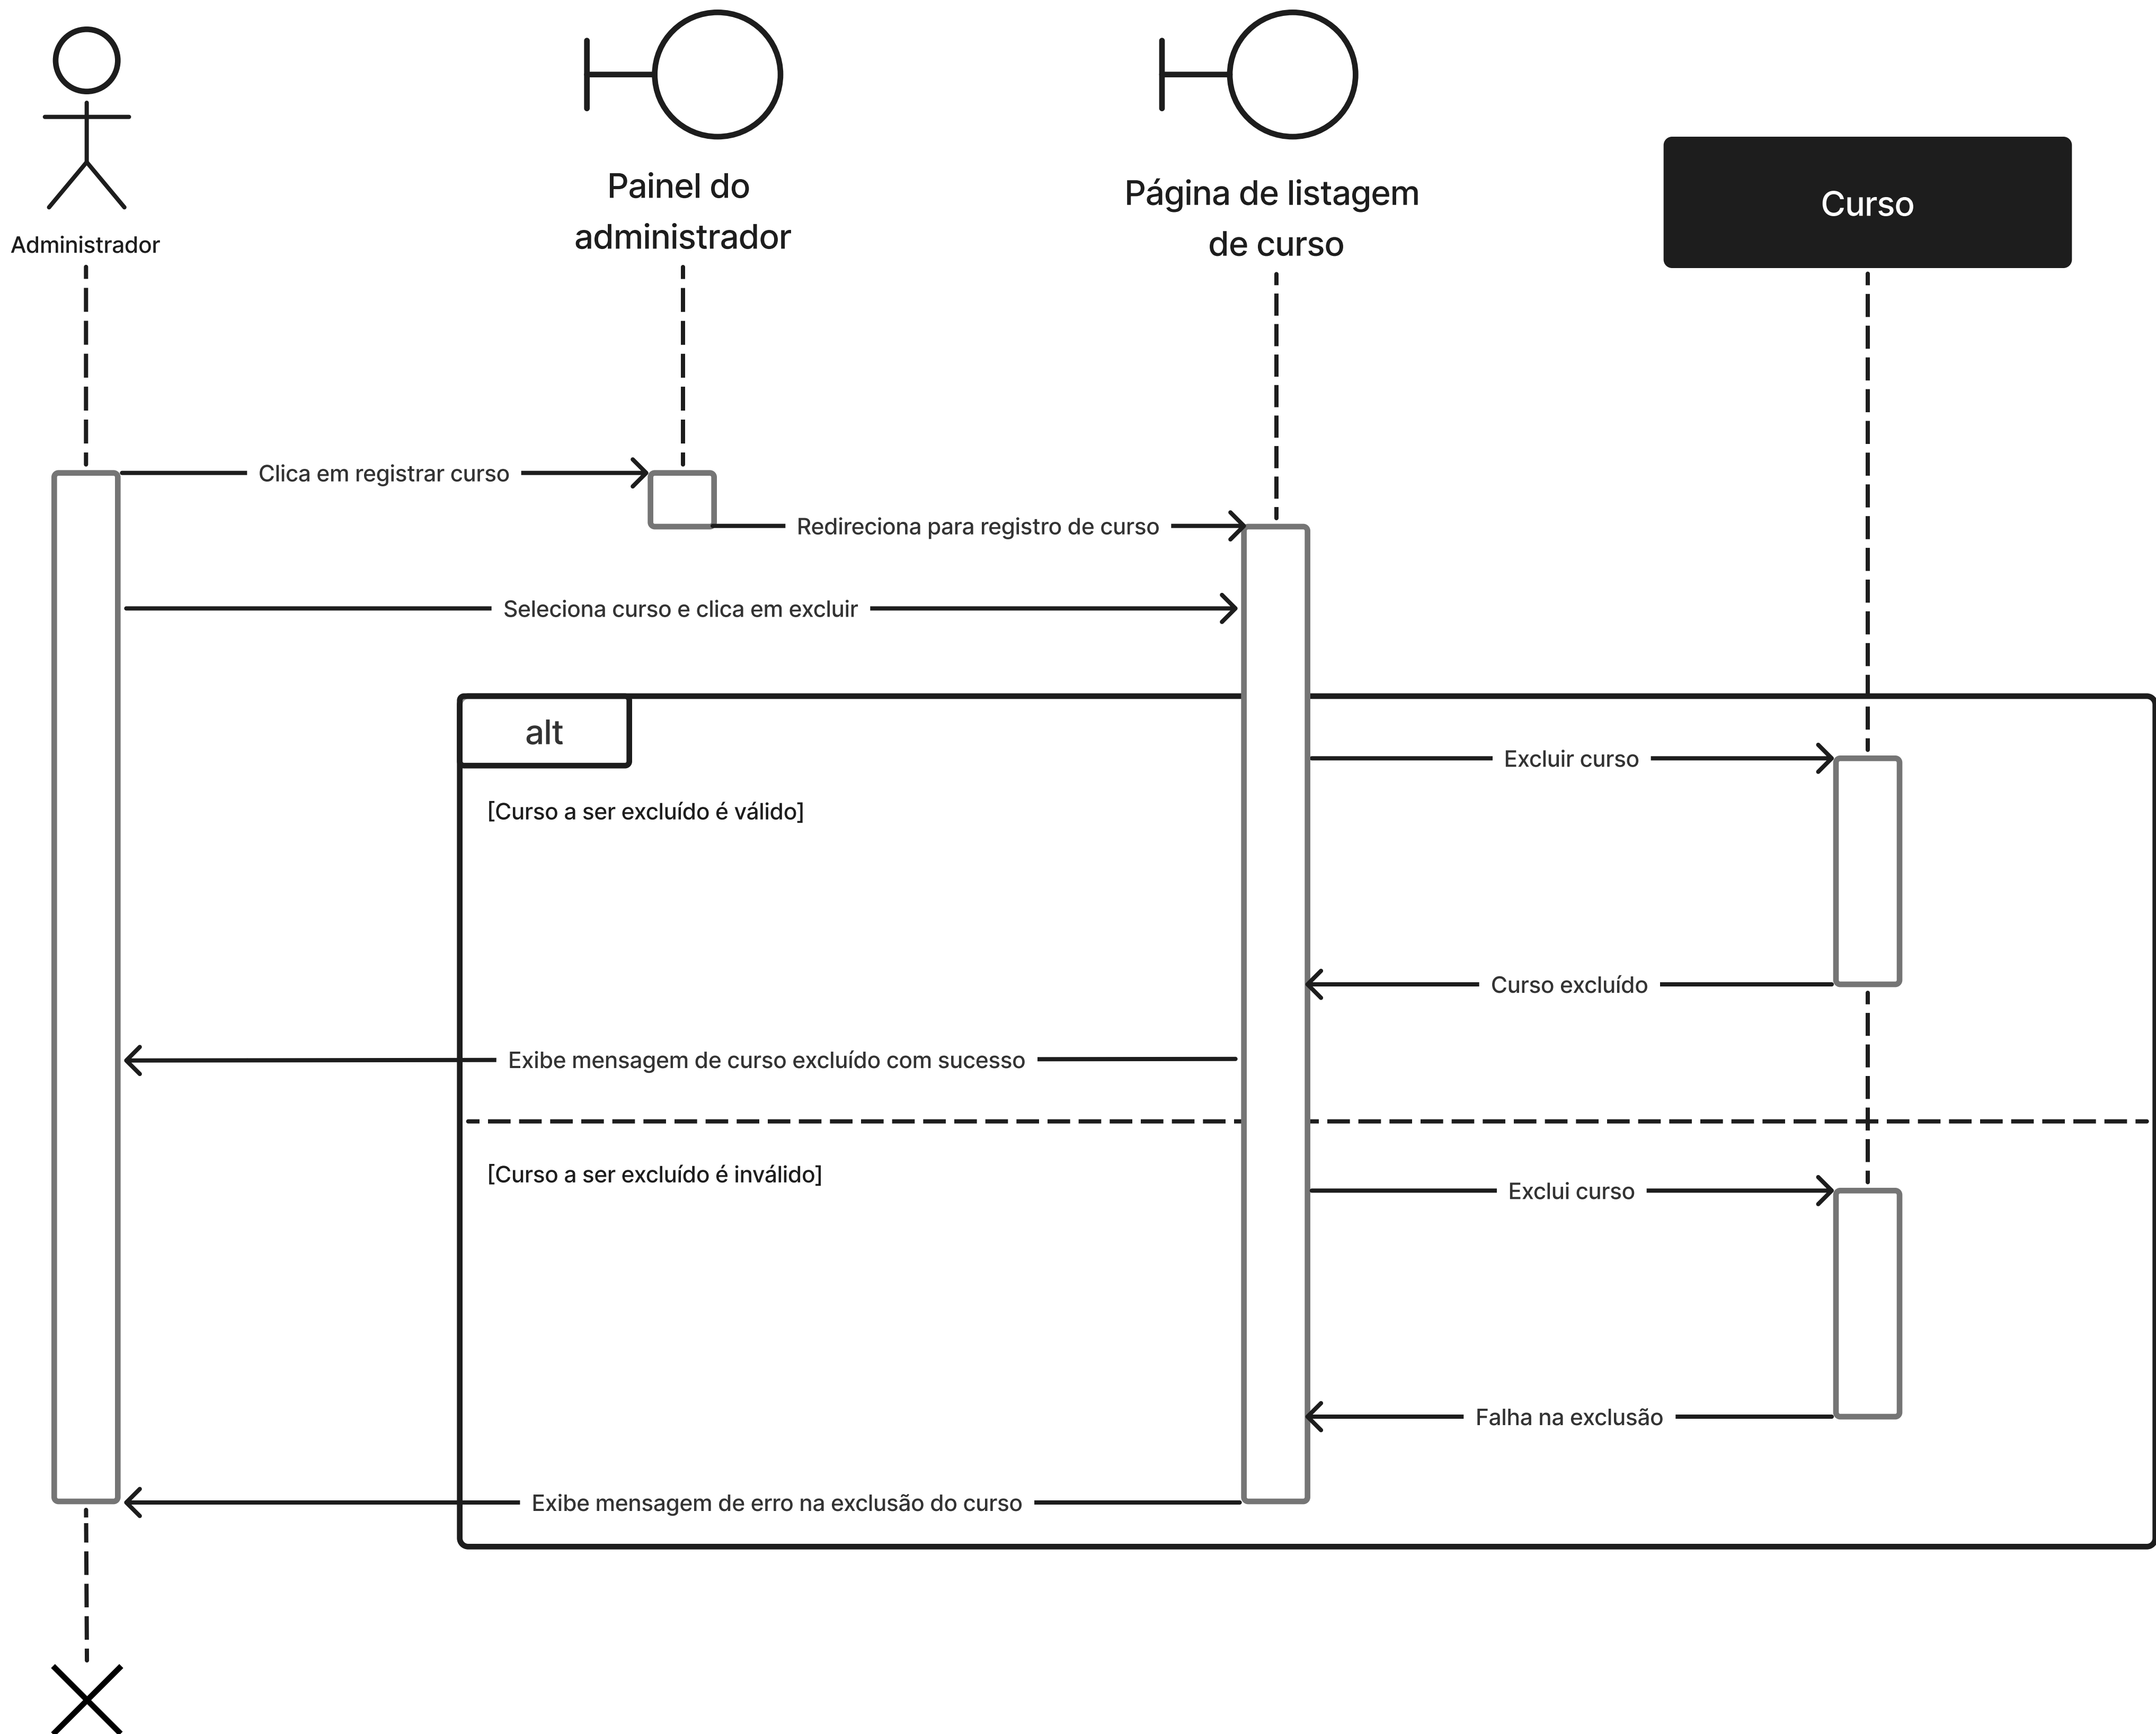 Administrador
Painel do
administrador
Página de listagem
de curso
Curso
Clica em registrar curso
Redireciona para registro de curso
Seleciona curso e clica em excluir
alt
Excluir curso
[Curso a ser excluído é válido]
Curso excluído
Exibe mensagem de curso excluído com sucesso
[Curso a ser excluído é inválido]
Exclui curso
Falha na exclusão
Exibe mensagem de erro na exclusão do curso